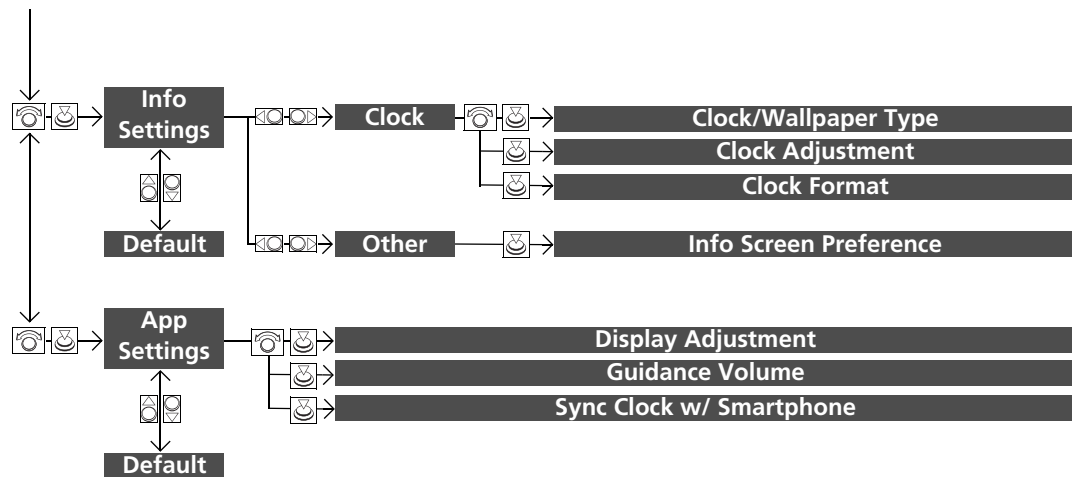 Info
Settings
Clock
Clock/Wallpaper Type
Clock Adjustment
Clock Format
Default
Other
Info Screen Preference
App
Settings
Display Adjustment
Guidance Volume
Sync Clock w/ Smartphone
Default